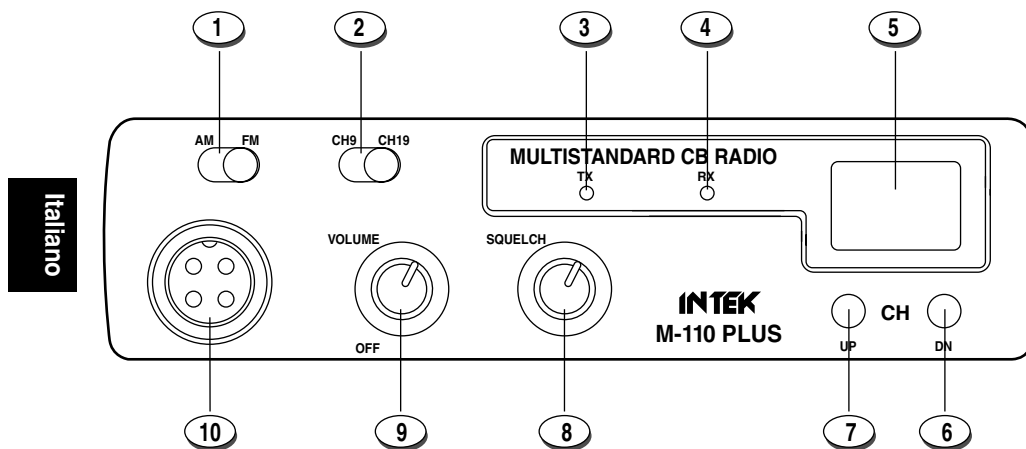 1 2 3 4 5
AM FM CH9 CH19
MULTISTANDARD CB RADIO
TX RX
Italiano
VOLUME SQUELCH
INTEK
M-110 PLUS
CH
OFF UP DN
10 9 8 7 6